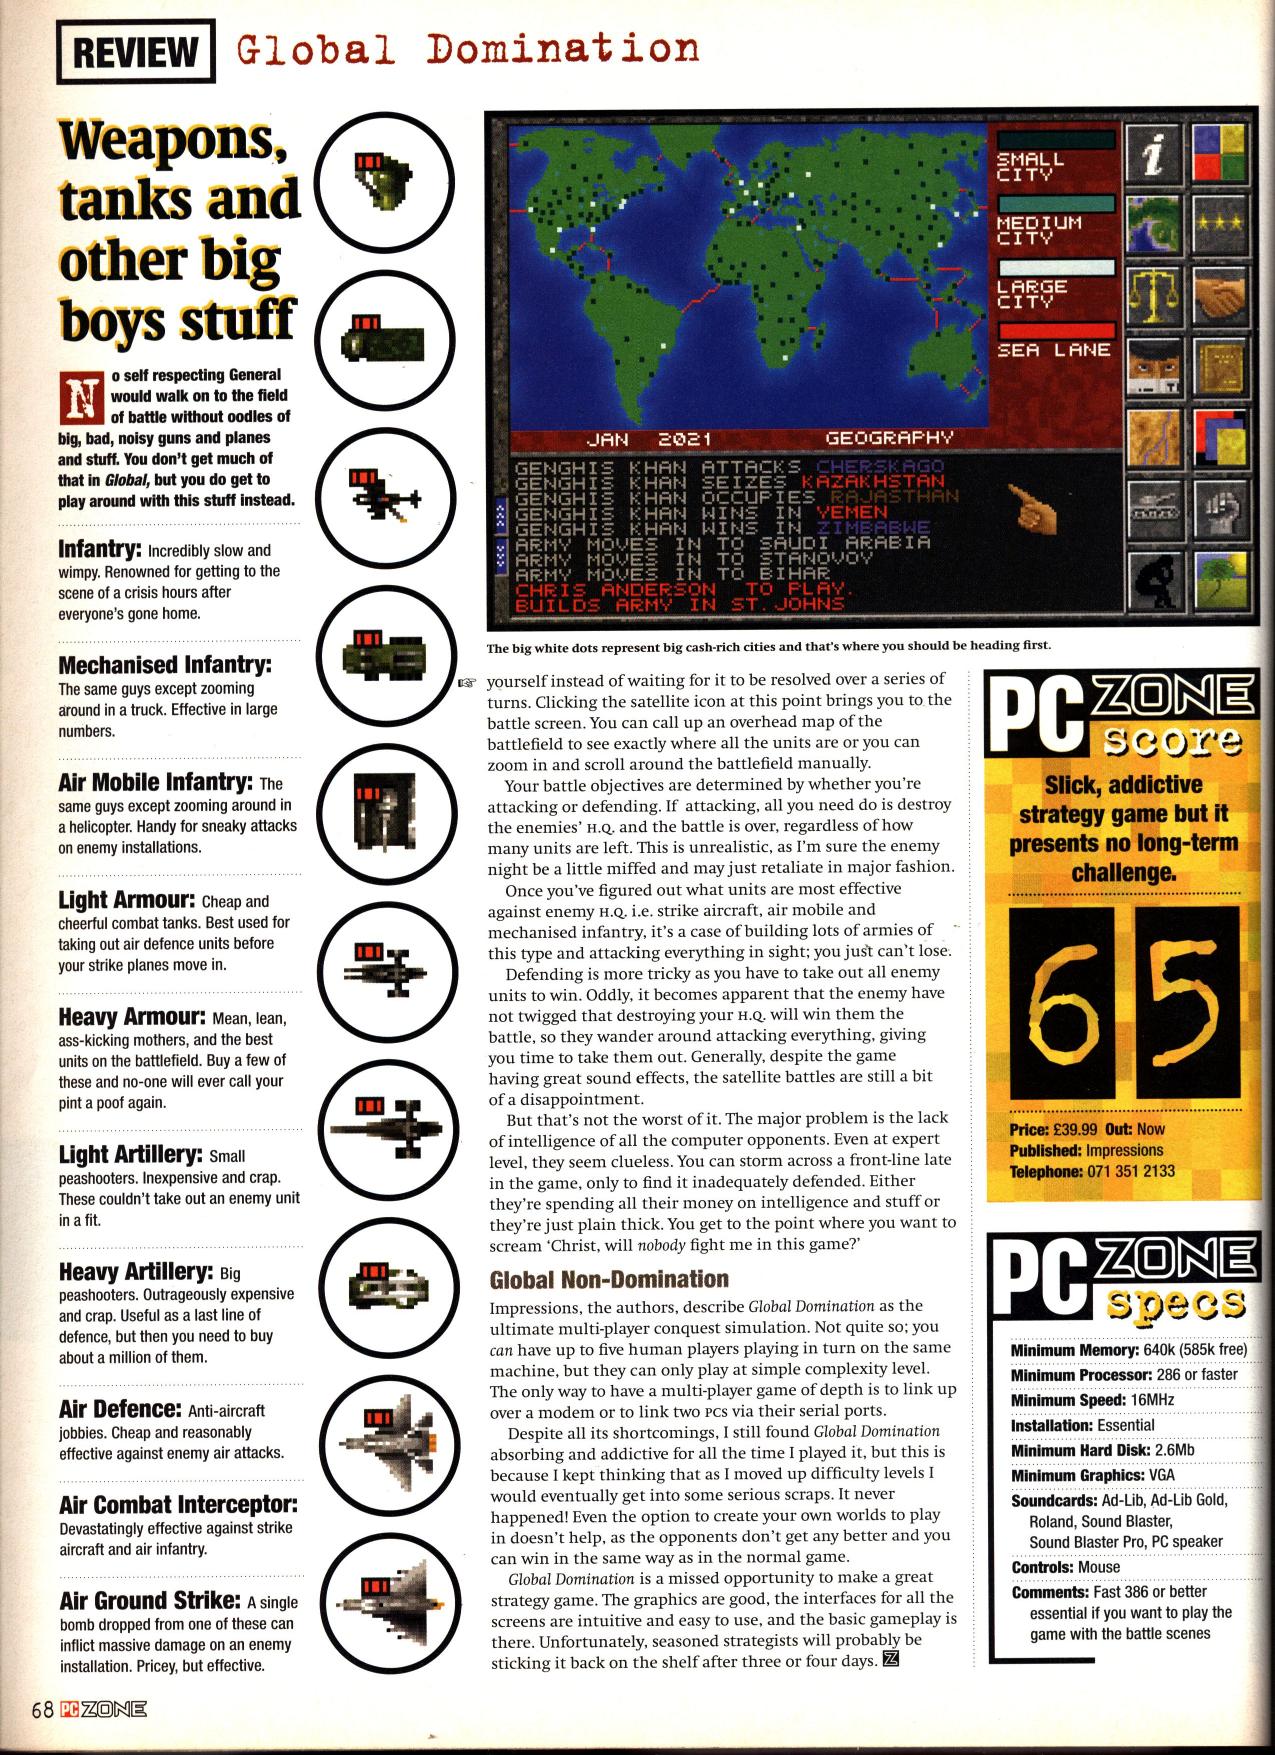 REVIEW Global Domination
Weapons,
tanks and
other big
boys stuff
No self respecting General
would walk on to the field
of battle without oodles of
big, bad, noisy guns and planes
and stuff. You don't get much of
that in Global, but you do get to
play around with this stuff instead.
Infantry: Incredibly slow and
wimpy. Renowned for getting to the
scene of a crisis hours after
everyone's gone home.
Mechanised Infantry:
The same guys except zooming
around in a truck. Effective in large
numbers.
Air Mobile Infantry: The
same guys except zooming around in
a helicopter. Handy for sneaky attacks
on enemy installations.
Light Armour: Cheap and
cheerful combat tanks. Best used for
taking out air defence units before
your strike planes move in.
Heavy Armour: Mean, lean,
ass-kicking mothers, and the best
units on the battlefield. Buy a few of
these and no-one will ever call your
pint a poof again.
Light Artillery: Small
peashooters. Inexpensive and crap.
These couldn't take out an enemy unit
in a fit.
Heavy Artillery: Big
peashooters. Outrageously expensive
and crap. Useful as a last line of
defence, but then you need to buy
about a million of them.
Air Defence: Anti-aircraft
jobbies. Cheap and reasonably
effective against enemy air attacks.
Air Combat Interceptor:
Devastatingly effective against strike
aircraft and air infantry.
Air Ground Strike: A single
bomb dropped from one of these can
inflict massive damage on an enemy
installation. Pricey, but effective.
SMALL
CITY
MEDIUM
CITY
LARGE
CITY
SEA LANE
JAN 2021 GEOGRAPHY
GENGHIS KHAN ATTACKS CHERSKAGO
GENGHIS KHAN SEIZES KAZAKHSTAN
GENGHIS KHAN OCCUPIES RAJASTHAN
GENGHIS KHAN WINS IN YEMEN
GENGHIS KHAN WINS IN ZIMBABWE
ARMY MOVES IN TO SAUDI ARABIA
ARMY MOVES IN TO STANOVOY
ARMY MOVES IN TO BIHAR
CHRIS ANDERSON TO PLAY.
BUILDS ARMY IN ST.JOHNS
The big white dots represent big cash-rich cities and that's where you should be heading first.
yourself instead of waiting for it to be resolved over a series of
turns. Clicking the satellite icon at this point brings you to the
battle screen. You can call up an overhead map of the
battlefield to see exactly where all the units are or you can
zoom in and scroll around the battlefield manually.
Your battle objectives are determined by whether you're
attacking or defending. If attacking, all you need do is destroy
the enemies' H.Q. and the battle is over, regardless of how
many units are left. This is unrealistic, as I'm sure the enemy
might be a little miffed and may just retaliate in major fashion.
Once you've figured out what units are most effective
against enemy H.Q. i.e. strike aircraft, air mobile and
mechanised infantry, it's a case of building lots of armies of
this type and attacking everything in sight; you just can't lose.
Defending is more tricky as you have to take out all enemy
units to win. Oddly, it becomes apparent that the enemy have
not twigged that destroying your H.Q. will win them the
battle, so they wander around attacking everything, giving
you time to take them out. Generally, despite the game
having great sound effects, the satellite battles are still a bit
of a disappointment.
But that's not the worst of it. The major problem is the lack
of intelligence of all the computer opponents. Even at expert
level, they seem clueless. You can storm across a front-line late
in the game, only to find it inadequately defended. Either
they're spending all their money on intelligence and stuff or
they're just plain thick. You get to the point where you want to
scream 'Christ, will nobody fight me in this game?'
Global Non-Domination
Impressions, the authors, describe Global Domination as the
ultimate multi-player conquest simulation. Not quite so; you
can have up to five human players playing in turn on the same
machine, but they can only play at simple complexity level.
The only way to have a multi-player game of depth is to link up
over a modem or to link two PCs via their serial ports.
Despite all its shortcomings, I still found Global Domination
absorbing and addictive for all the time I played it, but this is
because I kept thinking that as I moved up difficulty levels I
would eventually get into some serious scraps. It never
happened! Even the option to create your own worlds to play
in doesn't help, as the opponents don't get any better and you
can win in the same way as in the normal game.
Global Domination is a missed opportunity to make a great
strategy game. The graphics are good, the interfaces for all the
screens are intuitive and easy to use, and the basic gameplay is
there. Unfortunately, seasoned strategists will probably be
sticking it back on the shelf after three or four days. Z
PC ZONE
score
Slick, addictive
strategy game but it
presents no long-term
challenge.
65
Price: £39.99 Out: Now
Published: Impressions
Telephone: 071 351 2133
PC ZONE
specs
Minimum Memory: 640k (585k free)
Minimum Processor: 286 or faster
Minimum Speed: 16MHz
Installation: Essential
Minimum Hard Disk: 2.6Mb
Minimum Graphics: VGA
Soundcards: Ad-Lib, Ad-Lib Gold,
Roland, Sound Blaster,
Sound Blaster Pro, PC speaker
Controls: Mouse
Comments: Fast 386 or better
essential if you want to play the
game with the battle scenes
68 PC ZONE